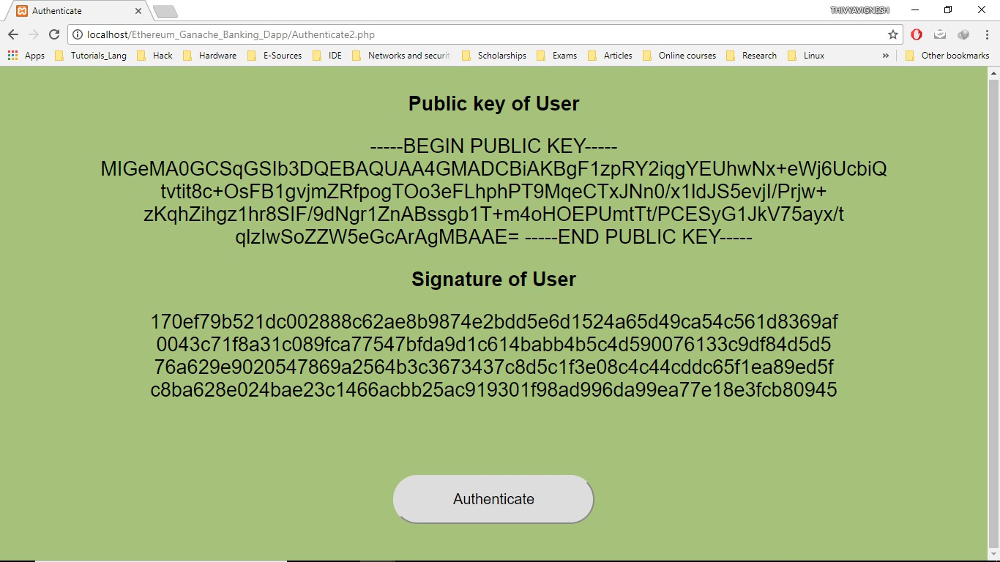 Authenticate
THIVYAVIGNESH
localhost/Ethereum_Ganache_Banking_Dapp/Authenticate2.php
Apps Tutorials_Lang Hack Hardware E-Sources IDE Networks and securit Scholarships Exams Articles Online courses Research Linux » Other bookmarks
Public key of User
-----BEGIN PUBLIC KEY-----
MIGeMA0GCSqGSIb3DQEBAQUAA4GMADCBiAKBgF1zpRY2iqgYEUhwNx+eWj6UcbiQ
tvtit8c+OsFB1gvjmZRfpogTOo3eFLhphPT9MqeCTxJNn0/x1IdJS5evjI/Prjw+
zKqhZihgz1hr8SIF/9dNgr1ZnABssgb1T+m4oHOEPUmtTt/PCESyG1JkV75ayx/t
qIzIwSoZZW5eGcArAgMBAAE= -----END PUBLIC KEY-----
Signature of User
170ef79b521dc002888c62ae8b9874e2bdd5e6d1524a65d49ca54c561d8369af
0043c71f8a31c089fca77547bfda9d1c614babb4b5c4d590076133c9df84d5d5
76a629e9020547869a2564b3c3673437c8d5c1f3e08c4c44cddc65f1ea89ed5f
c8ba628e024bae23c1466acbb25ac919301f98ad996da99ea77e18e3fcb80945
Authenticate